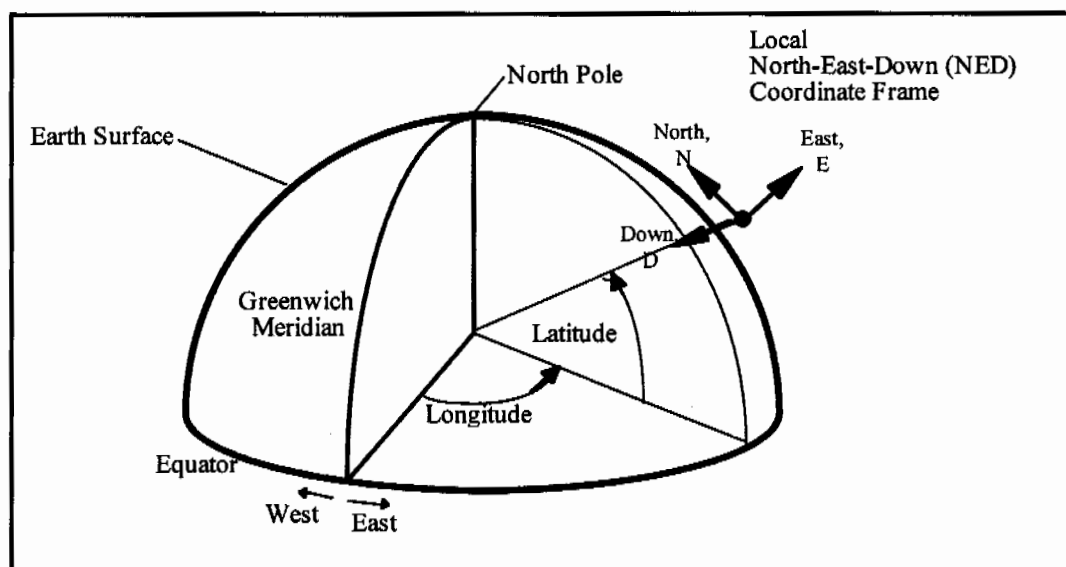 Local
North-East-Down (NED)
Coordinate Frame
North Pole
Earth Surface
North,
N
East,
E
Down,
D
Greenwich
Meridian
Latitude
Longitude
Equator
West
East